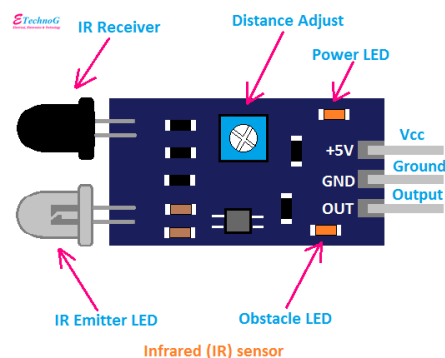 ETechnoG
IR Receiver
Distance Adjust
Power LED
Vcc
+5V
Ground
GND
Output
OUT
IR Emitter LED
Obstacle LED
Infrared (IR) sensor